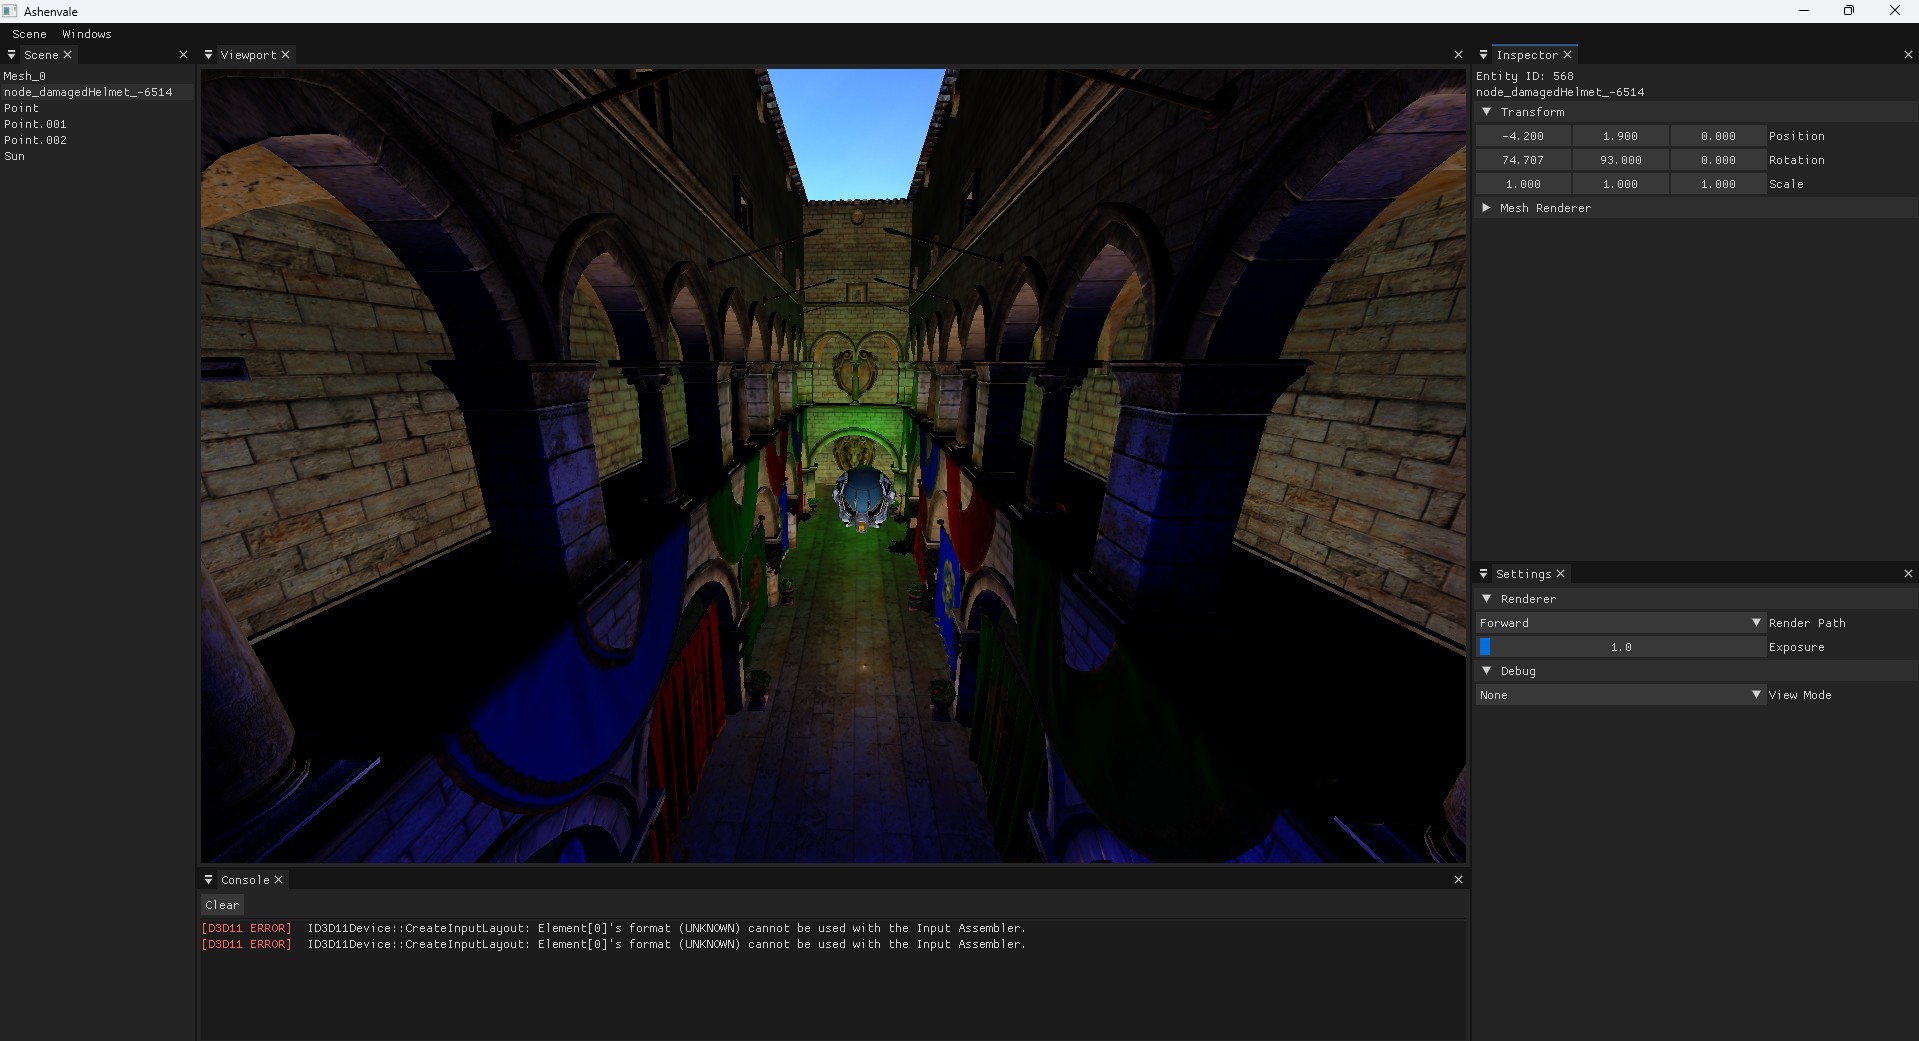 Ashenvale
Scene Windows
Scene
Mesh_0
node_damagedHelmet_-6514
Point
Point.001
Point.002
Sun
Viewport
Console
Clear
[D3D11 ERROR] ID3D11Device::CreateInputLayout: Element[0]'s format (UNKNOWN) cannot be used with the Input Assembler.
[D3D11 ERROR] ID3D11Device::CreateInputLayout: Element[0]'s format (UNKNOWN) cannot be used with the Input Assembler.
Inspector
Entity ID: 568
node_damagedHelmet_-6514
Transform
-4.200 1.900 0.000 Position
74.707 93.000 0.000 Rotation
1.000 1.000 1.000 Scale
Mesh Renderer
Settings
Renderer
Forward Render Path
1.0 Exposure
Debug
None View Mode